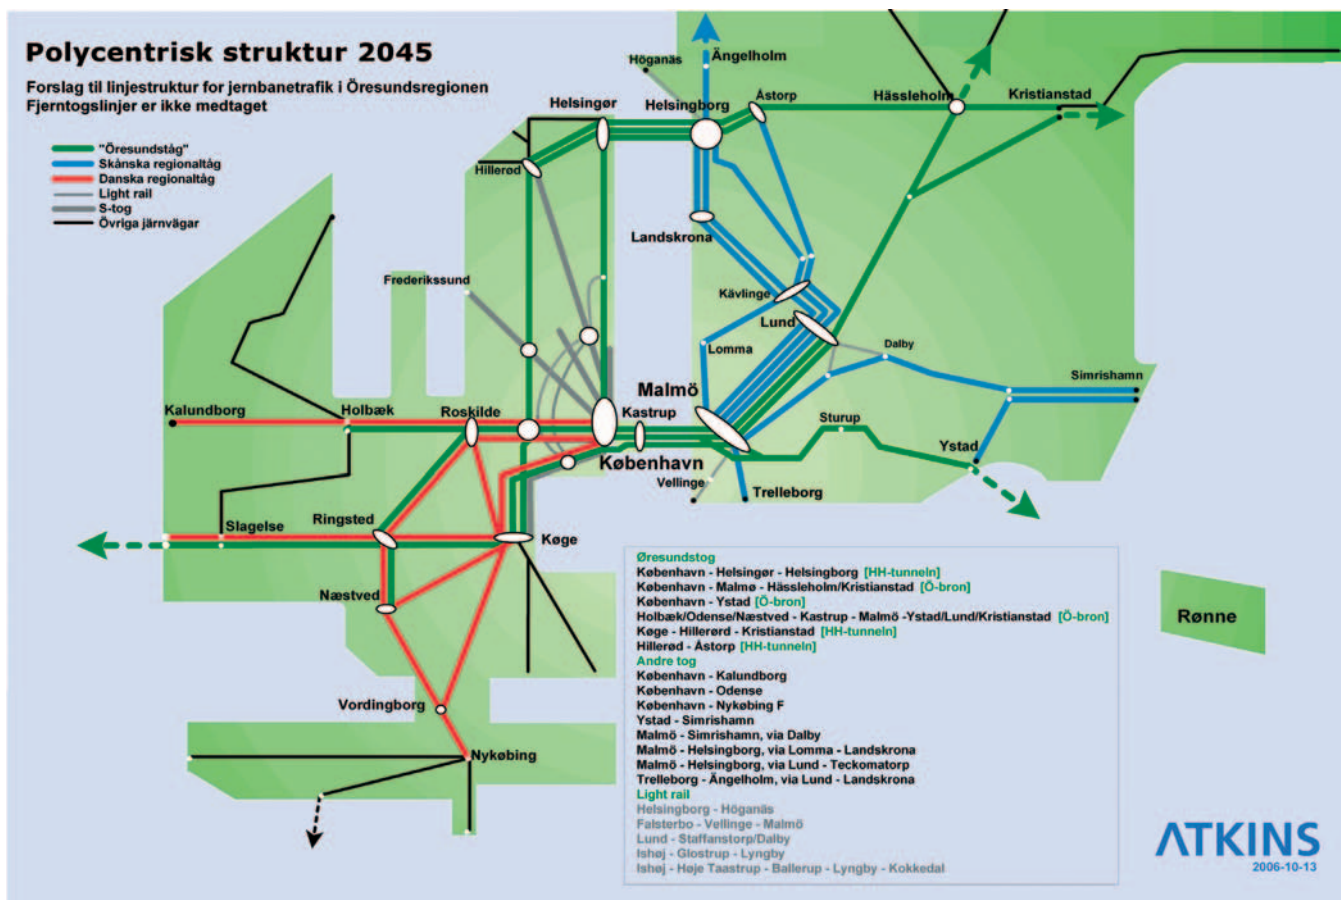 Polycentrisk struktur 2045
Forslag til linjestruktur for jernbanetrafik i Öresundsregionen
Fjerntogslinjer er ikke medtaget
"Öresundståg"
Skånska regionaltåg
Danska regionaltåg
Light rail
S-tog
Övriga järnvägar
Höganäs
Ängelholm
Helsingør
Helsingborg
Åstorp
Hässleholm
Kristianstad
Hillerød
Landskrona
Frederikssund
Kävlinge
Lund
Lomma
Dalby
Simrishamn
Malmö
Kalundborg
Holbæk
Roskilde
Kastrup
Sturup
Ystad
København
Vellinge
Trelleborg
Slagelse
Ringsted
Køge
Næstved
Rønne
Vordingborg
Nykøbing
Øresundstog
København - Helsingør - Helsingborg [HH-tunneln]
København - Malmø - Hässleholm/Kristianstad [Ö-bron]
København - Ystad [Ö-bron]
Holbæk/Odense/Næstved - Kastrup - Malmö -Ystad/Lund/Kristianstad [Ö-bron]
Køge - Hillerørd - Kristianstad [HH-tunneln]
Hillerød - Åstorp [HH-tunneln]
Andre tog
København - Kalundborg
København - Odense
København - Nykøbing F
Ystad - Simrishamn
Malmö - Simrishamn, via Dalby
Malmö - Helsingborg, via Lomma - Landskrona
Malmö - Helsingborg, via Lund - Teckomatorp
Trelleborg - Ängelholm, via Lund - Landskrona
Light rail
Helsingborg - Höganäs
Falsterbo - Vellinge - Malmö
Lund - Staffanstorp/Dalby
Ishøj - Glostrup - Lyngby
Ishøj - Høje Taastrup - Ballerup - Lyngby - Kokkedal
ATKINS
2006-10-13